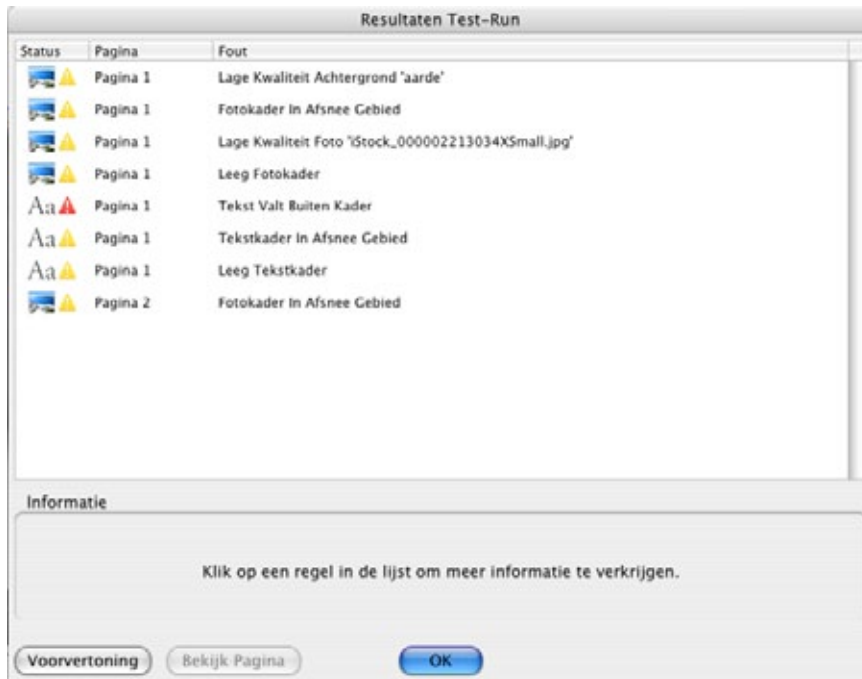 Resultaten Test-Run
Status Pagina Fout
Pagina 1 Lage Kwaliteit Achtergrond 'aarde'
Pagina 1 Fotokader In Afsnee Gebied
Pagina 1 Lage Kwaliteit Foto 'iStock_000002213034XSmall.jpg'
Pagina 1 Leeg Fotokader
Aa Pagina 1 Tekst Valt Buiten Kader
Aa Pagina 1 Tekstkader In Afsnee Gebied
Aa Pagina 1 Leeg Tekstkader
Pagina 2 Fotokader In Afsnee Gebied
Informatie
Klik op een regel in de lijst om meer informatie te verkrijgen.
Voorvertoning Bekijk Pagina OK